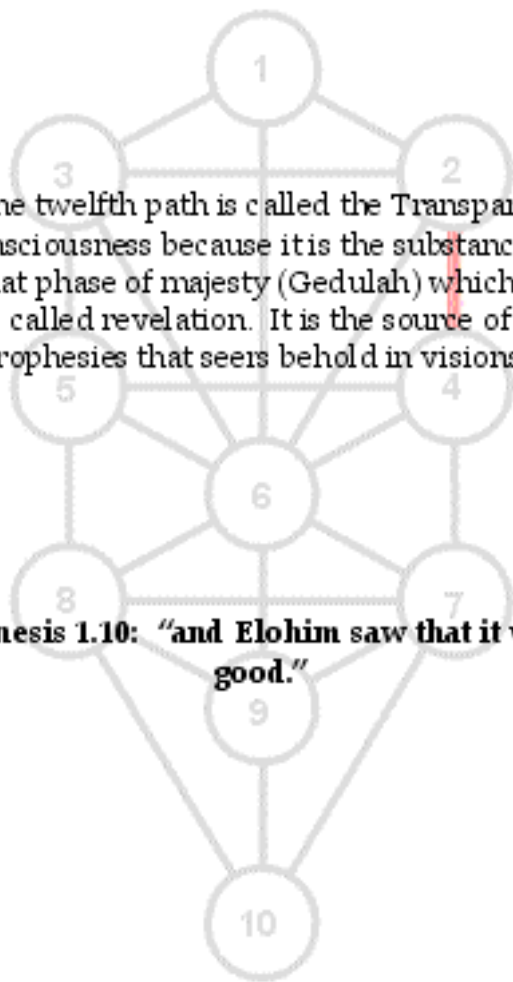 1
3
2
he twelfth path is called the Transpar
nsciousness because it is the substanc
at phase of majesty (Gedulah) which
called revelation. It is the source of
rophesies that seers behold in visions
5
4
6
8
7
nesis 1.10: “and Elohim saw that it w
good.”
9
10